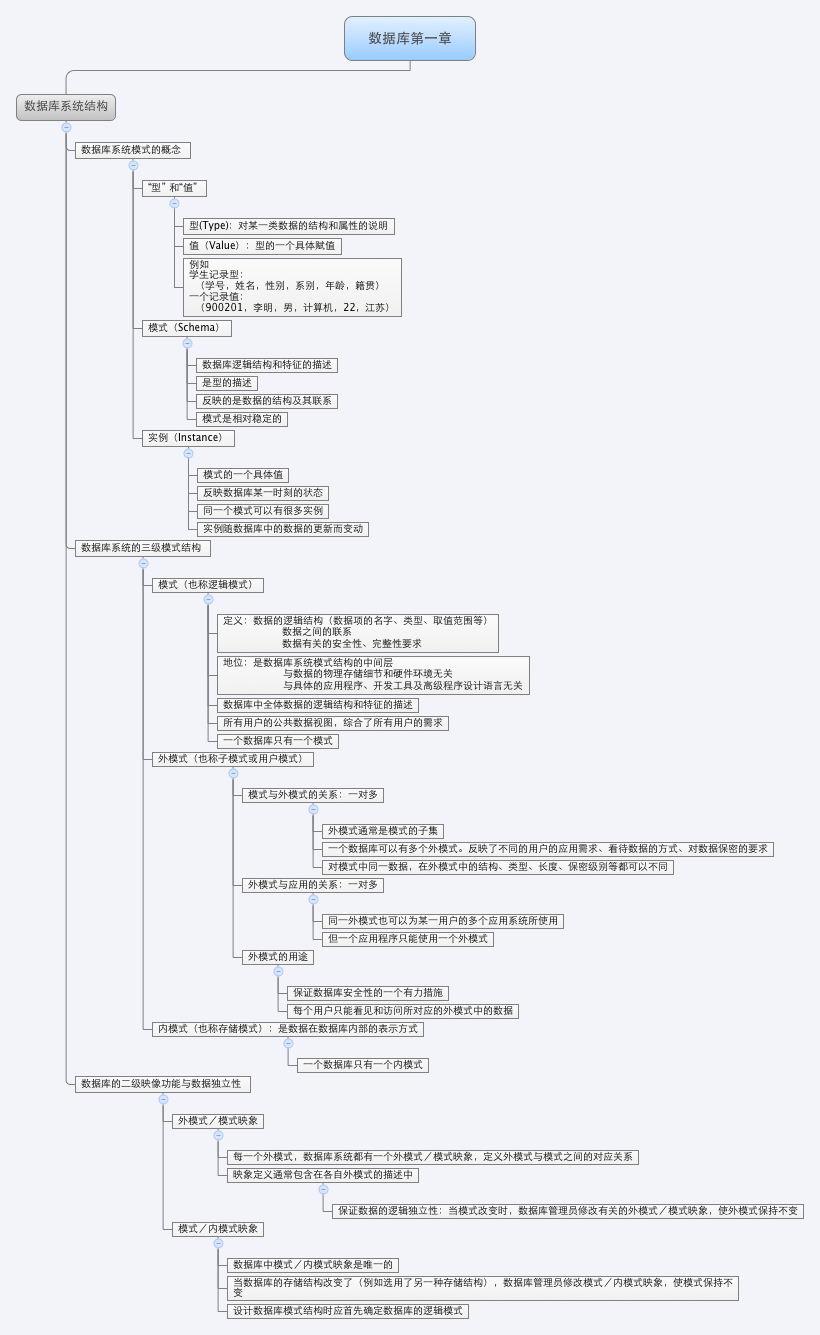 数据库第一章
数据库系统结构
数据库系统模式的概念
“型” 和“值”
型(Type)：对某一类数据的结构和属性的说明
值（Value）：型的一个具体赋值
例如
学生记录型：
（学号，姓名，性别，系别，年龄，籍贯）
一个记录值：
（900201，李明，男，计算机，22，江苏）
模式（Schema）
数据库逻辑结构和特征的描述
是型的描述
反映的是数据的结构及其联系
模式是相对稳定的
实例（Instance）
模式的一个具体值
反映数据库某一时刻的状态
同一个模式可以有很多实例
实例随数据库中的数据的更新而变动
数据库系统的三级模式结构
模式（也称逻辑模式）
定义：数据的逻辑结构（数据项的名字、类型、取值范围等）
数据之间的联系
数据有关的安全性、完整性要求
地位：是数据库系统模式结构的中间层
与数据的物理存储细节和硬件环境无关
与具体的应用程序、开发工具及高级程序设计语言无关
数据库中全体数据的逻辑结构和特征的描述
所有用户的公共数据视图，综合了所有用户的需求
一个数据库只有一个模式
外模式（也称子模式或用户模式）
模式与外模式的关系：一对多
外模式通常是模式的子集
一个数据库可以有多个外模式。反映了不同的用户的应用需求、看待数据的方式、对数据保密的要求
对模式中同一数据，在外模式中的结构、类型、长度、保密级别等都可以不同
外模式与应用的关系：一对多
同一外模式也可以为某一用户的多个应用系统所使用
但一个应用程序只能使用一个外模式
外模式的用途
保证数据库安全性的一个有力措施
每个用户只能看见和访问所对应的外模式中的数据
内模式（也称存储模式）：是数据在数据库内部的表示方式
一个数据库只有一个内模式
数据库的二级映像功能与数据独立性
外模式／模式映象
每一个外模式，数据库系统都有一个外模式／模式映象，定义外模式与模式之间的对应关系
映象定义通常包含在各自外模式的描述中
保证数据的逻辑独立性：当模式改变时，数据库管理员修改有关的外模式／模式映象，使外模式保持不变
模式／内模式映象
数据库中模式／内模式映象是唯一的
当数据库的存储结构改变了（例如选用了另一种存储结构），数据库管理员修改模式／内模式映象，使模式保持不
变
设计数据库模式结构时应首先确定数据库的逻辑模式